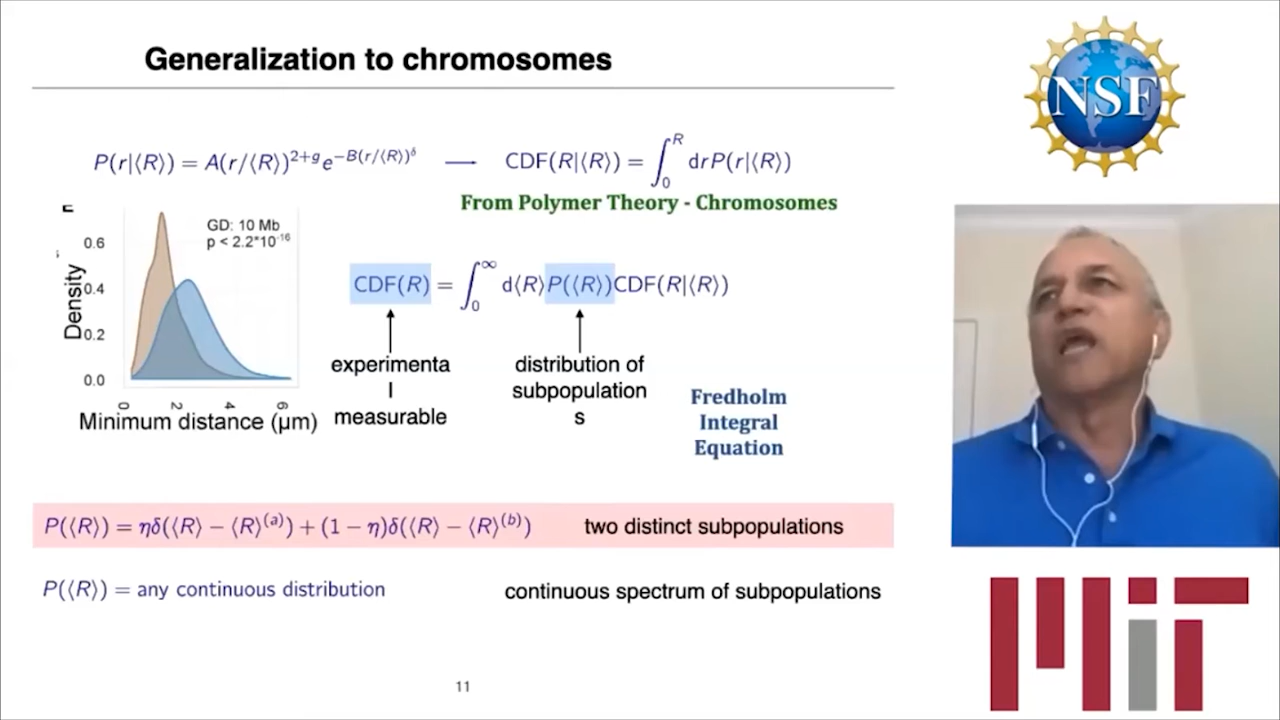 Generalization to chromosomes
P(r|⟨R⟩) = A(r/⟨R⟩)^{2+g}e^{−B(r/⟨R⟩)^δ} — CDF(R|⟨R⟩) = ∫_0^R drP(r|⟨R⟩)
From Polymer Theory - Chromosomes
GD: 10 Mb
p < 2.2*10^{-16}
Density
0.6
0.4
0.2
0.0
0 2 4 6
Minimum distance (μm)
CDF(R) = ∫_0^∞ d⟨R⟩P(⟨R⟩)CDF(R|⟨R⟩)
experimenta
l
measurable
distribution of
subpopulation
s
Fredholm
Integral
Equation
P(⟨R⟩) = ηδ(⟨R⟩ − ⟨R⟩^{(a)}) + (1 − η)δ(⟨R⟩ − ⟨R⟩^{(b)}) two distinct subpopulations
P(⟨R⟩) = any continuous distribution continuous spectrum of subpopulations
11
NSF
MIT